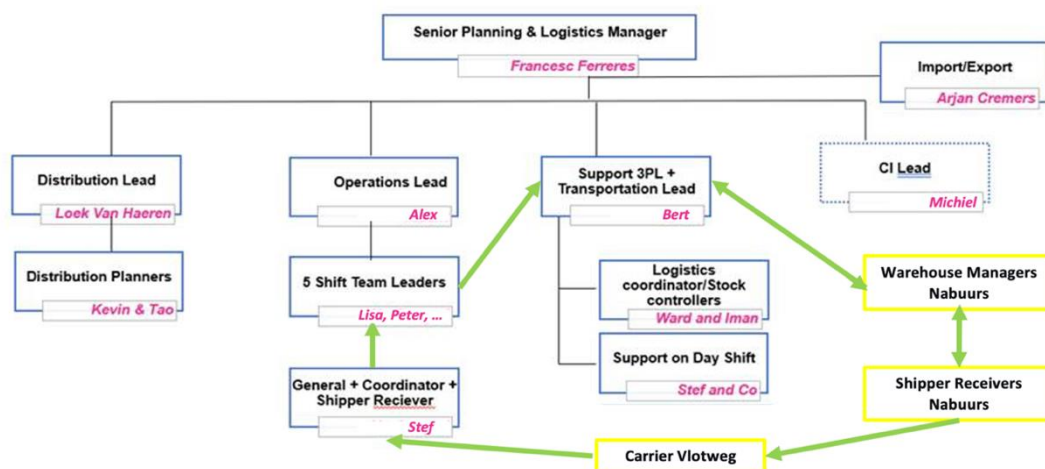 Senior Planning & Logistics Manager
Francesc Ferreres
Import/Export
Arjan Cremers
Distribution Lead
Loek Van Haeren
Operations Lead
Alex
Support 3PL +
Transportation Lead
Bert
CI Lead
Michiel
Distribution Planners
Kevin & Tao
5 Shift Team Leaders
Lisa, Peter, ...
Logistics
coordinator/Stock
controllers
Ward and Iman
Warehouse Managers
Nabuurs
Support on Day Shift
Stef and Co
General + Coordinator +
Shipper Reciever
Stef
Shipper Receivers
Nabuurs
Carrier Vlotweg